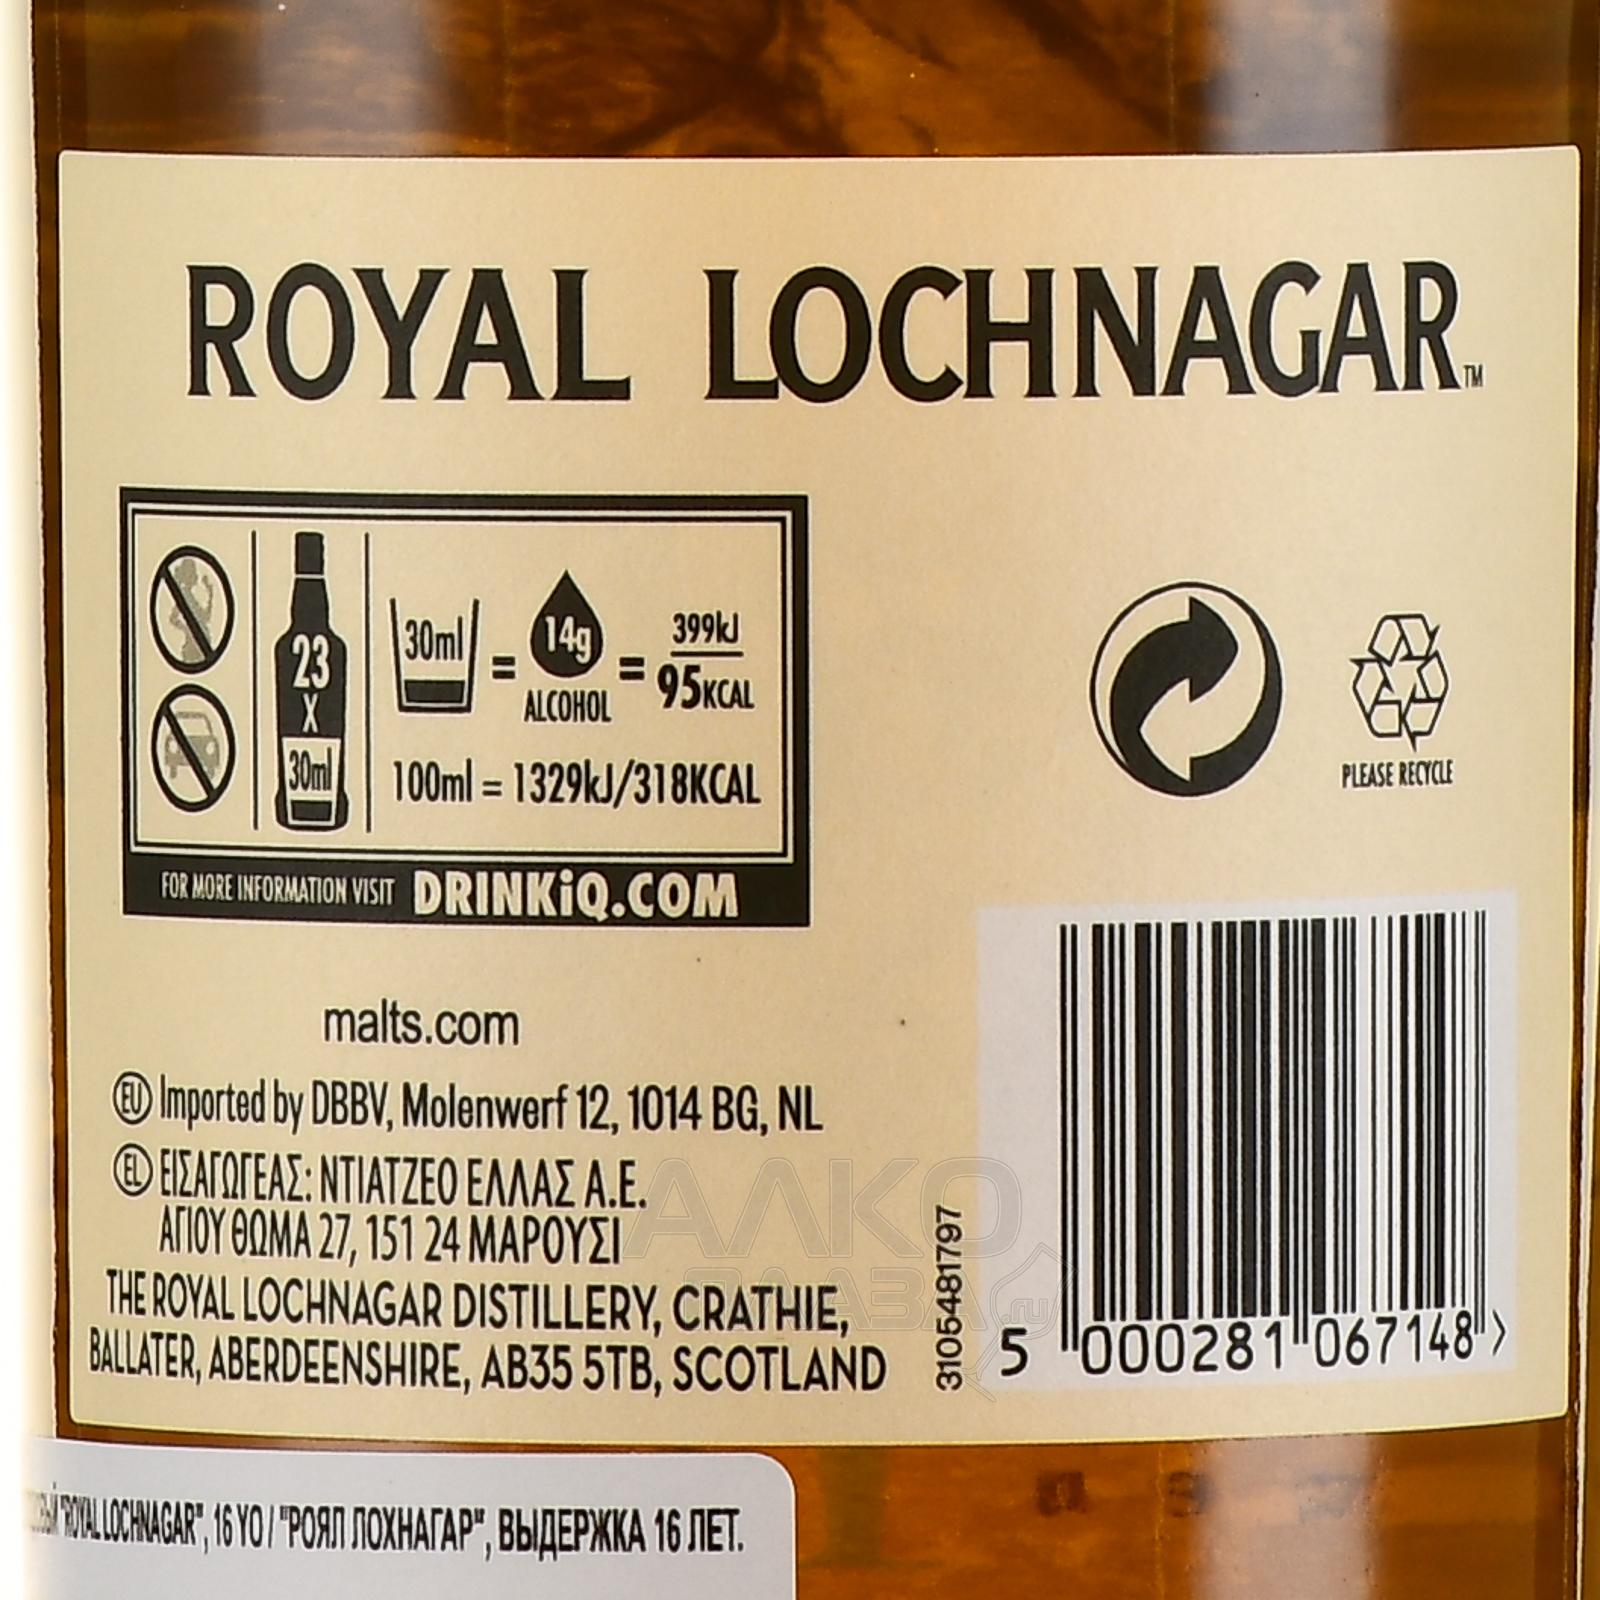 ROYAL LOCHNAGAR™
23
X
30ml
30ml = 14g = 399kJ
ALCOHOL 95KCAL
100ml = 1329kJ/318KCAL
FOR MORE INFORMATION VISIT DRINKiQ.COM
PLEASE RECYCLE
malts.com
EU Imported by DBBV, Molenwerf 12, 1014 BG, NL
EL ΕΙΣΑΓΩΓΕΑΣ: ΝΤΙΑΤΖΕΟ ΕΛΛΑΣ Α.Ε.
ΑΓΙΟΥ ΘΩΜΑ 27, 151 24 ΜΑΡΟΥΣΙ
THE ROYAL LOCHNAGAR DISTILLERY, CRATHIE,
BALLATER, ABERDEENSHIRE, AB35 5TB, SCOTLAND
3105481797
5 000281 067148 >
АЛКО
ПЛАЗА.ru
"ROYAL LOCHNAGAR", 16 YO / "РОЯЛ ЛОХНАГАР", ВЫДЕРЖКА 16 ЛЕТ.